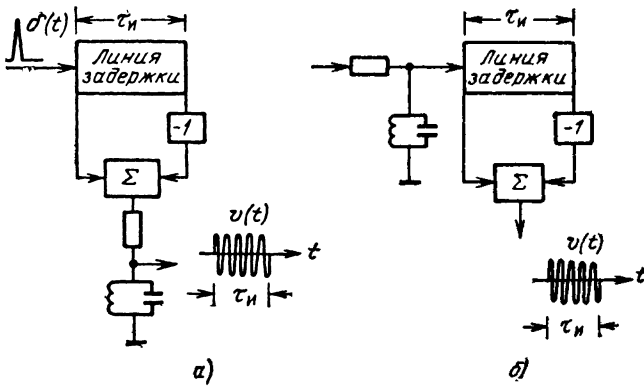 δ(t)
τи
Линия
задержки
-1
Σ
v(t)
t
τи
а)
τи
Линия
задержки
-1
Σ
v(t)
t
τи
б)